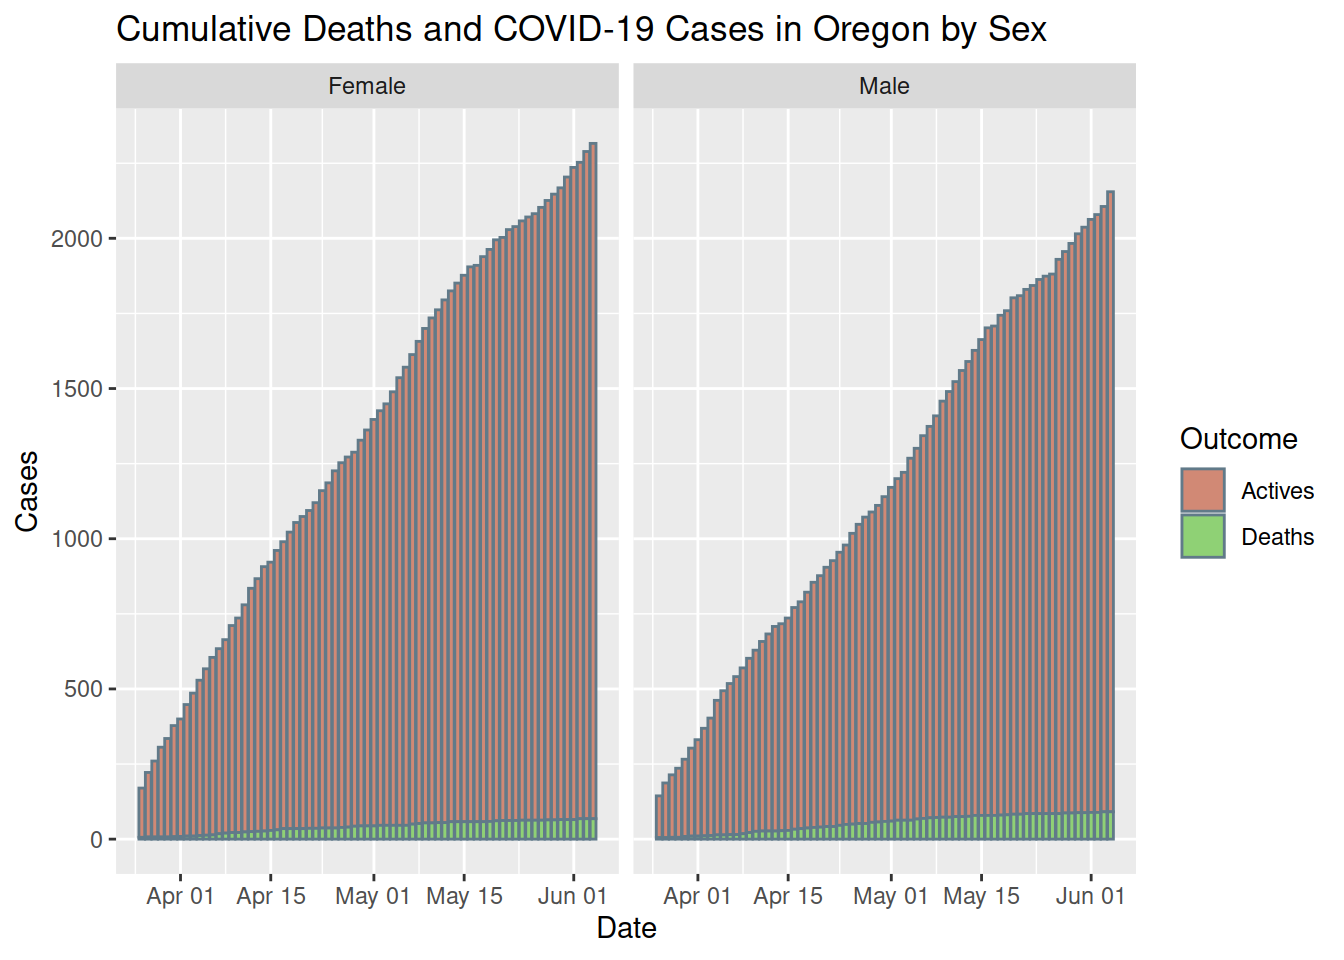 Cumulative Deaths and COVID-19 Cases in Oregon by Sex
Female
Male
Cases
2000
1500
1000
500
0
Apr 01 Apr 15 May 01 May 15 Jun 01
Apr 01 Apr 15 May 01 May 15 Jun 01
Date
Outcome
Actives
Deaths